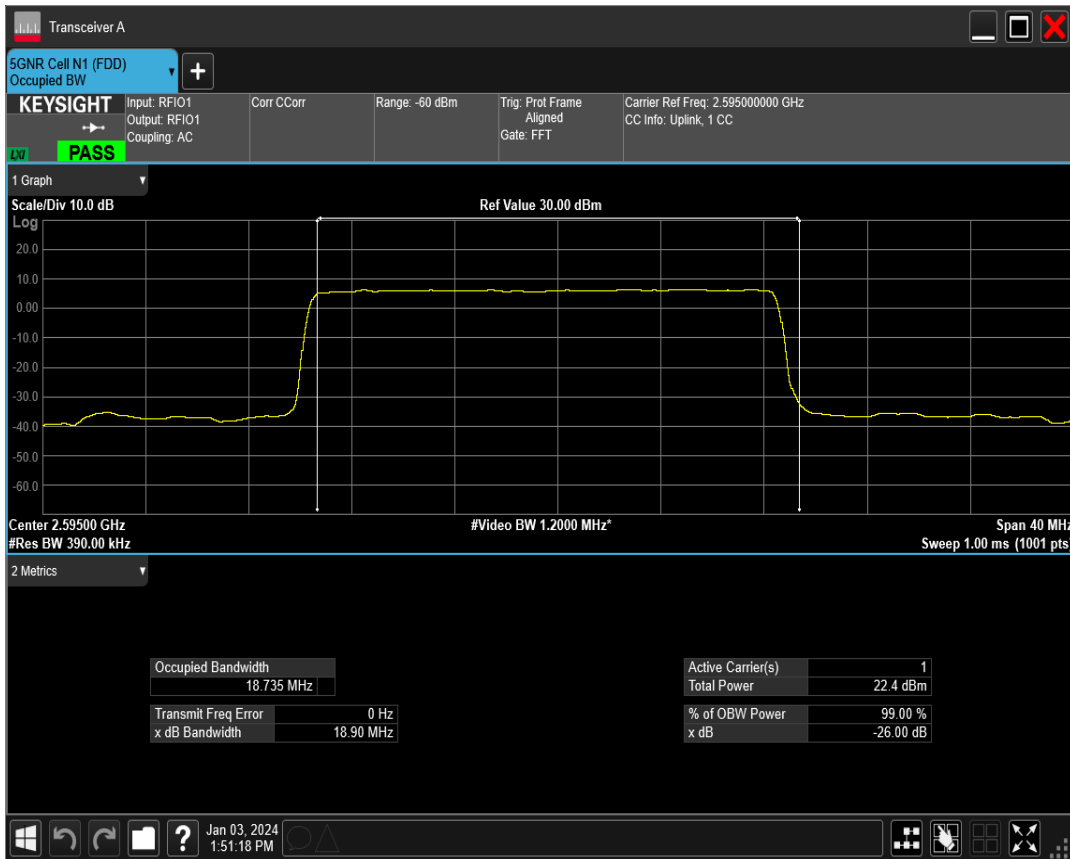 Transceiver A
5GNR Cell N1 (FDD)
Occupied BW
KEYSIGHT
LXI
PASS
Input: RFIO1
Output: RFIO1
Coupling: AC
Corr CCorr
Range: -60 dBm
Trig: Prot Frame
Aligned
Gate: FFT
Carrier Ref Freq: 2.595000000 GHz
CC Info: Uplink, 1 CC
1 Graph
Scale/Div 10.0 dB
Ref Value 30.00 dBm
Log
20.0
10.0
0.00
-10.0
-20.0
-30.0
-40.0
-50.0
-60.0
Center 2.59500 GHz
#Video BW 1.2000 MHz*
Span 40 MHz
#Res BW 390.00 kHz
Sweep 1.00 ms (1001 pts)
2 Metrics
Occupied Bandwidth
18.735 MHz
Transmit Freq Error 0 Hz
x dB Bandwidth 18.90 MHz
Active Carrier(s) 1
Total Power 22.4 dBm
% of OBW Power 99.00 %
x dB -26.00 dB
?
Jan 03, 2024
1:51:18 PM